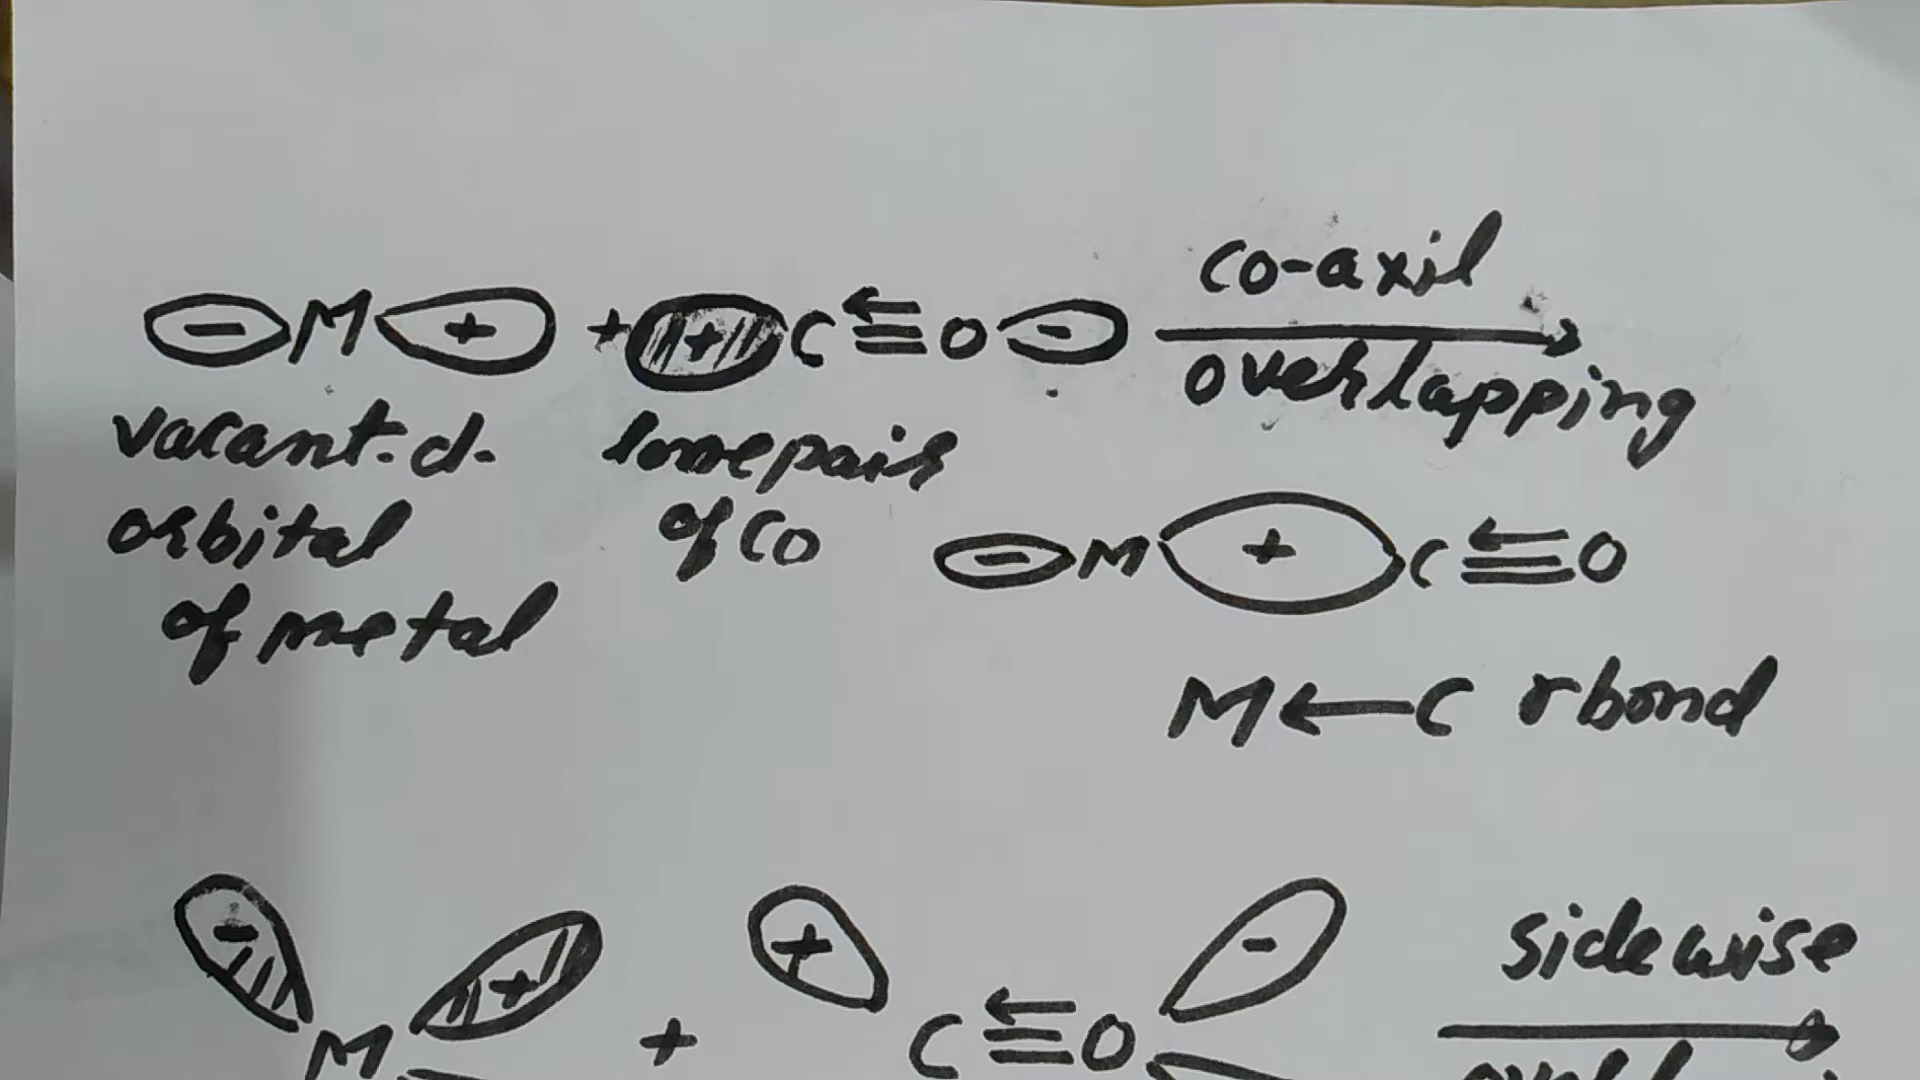 - M + + + C ≡ O - co-axil
overlapping
vacant-d- lonepair
orbital of Co
of metal
- M + C ≡ O
M ← C σ bond
- M + + + C ≡ O - sidewise